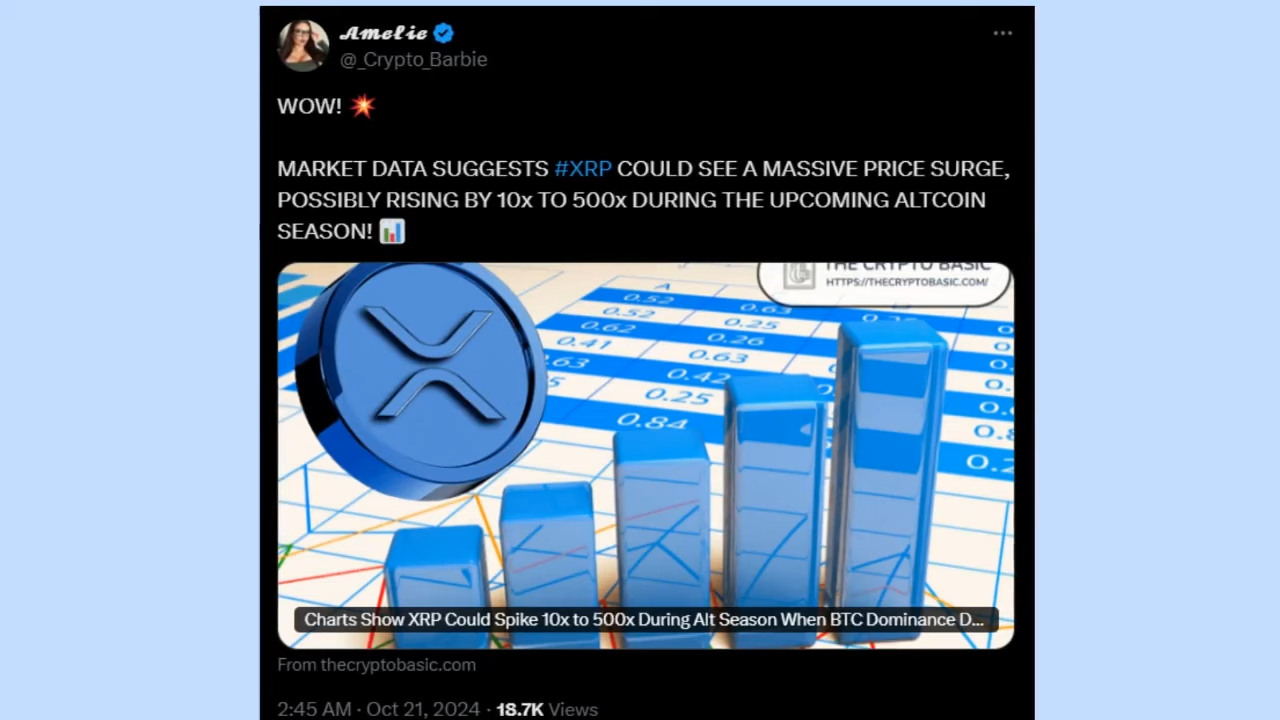 𝓐𝓶𝓮𝓵𝓲𝓮
@_Crypto_Barbie
WOW! 💥
MARKET DATA SUGGESTS #XRP COULD SEE A MASSIVE PRICE SURGE,
POSSIBLY RISING BY 10x TO 500x DURING THE UPCOMING ALTCOIN
SEASON! 📊
THE CRYPTO BASIC
HTTPS://THECRYPTOBASIC.COM/
A
0.52 0.63
0.52 0.25
0.62 0.26
0.41 0.63
0.42
0.25
0.84
Charts Show XRP Could Spike 10x to 500x During Alt Season When BTC Dominance D...
From thecryptobasic.com
2:45 AM · Oct 21, 2024 · 18.7K Views